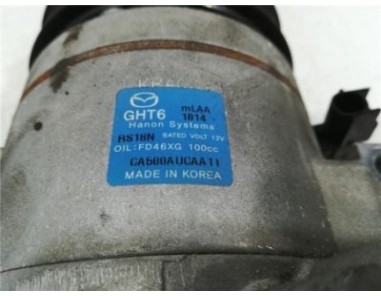 GHT6 mLAA
1814
Hanon Systems
RS18N RATED VOLT 12V
OIL:FD46XG 100cc
CA500AUCAA11
MADE IN KOREA